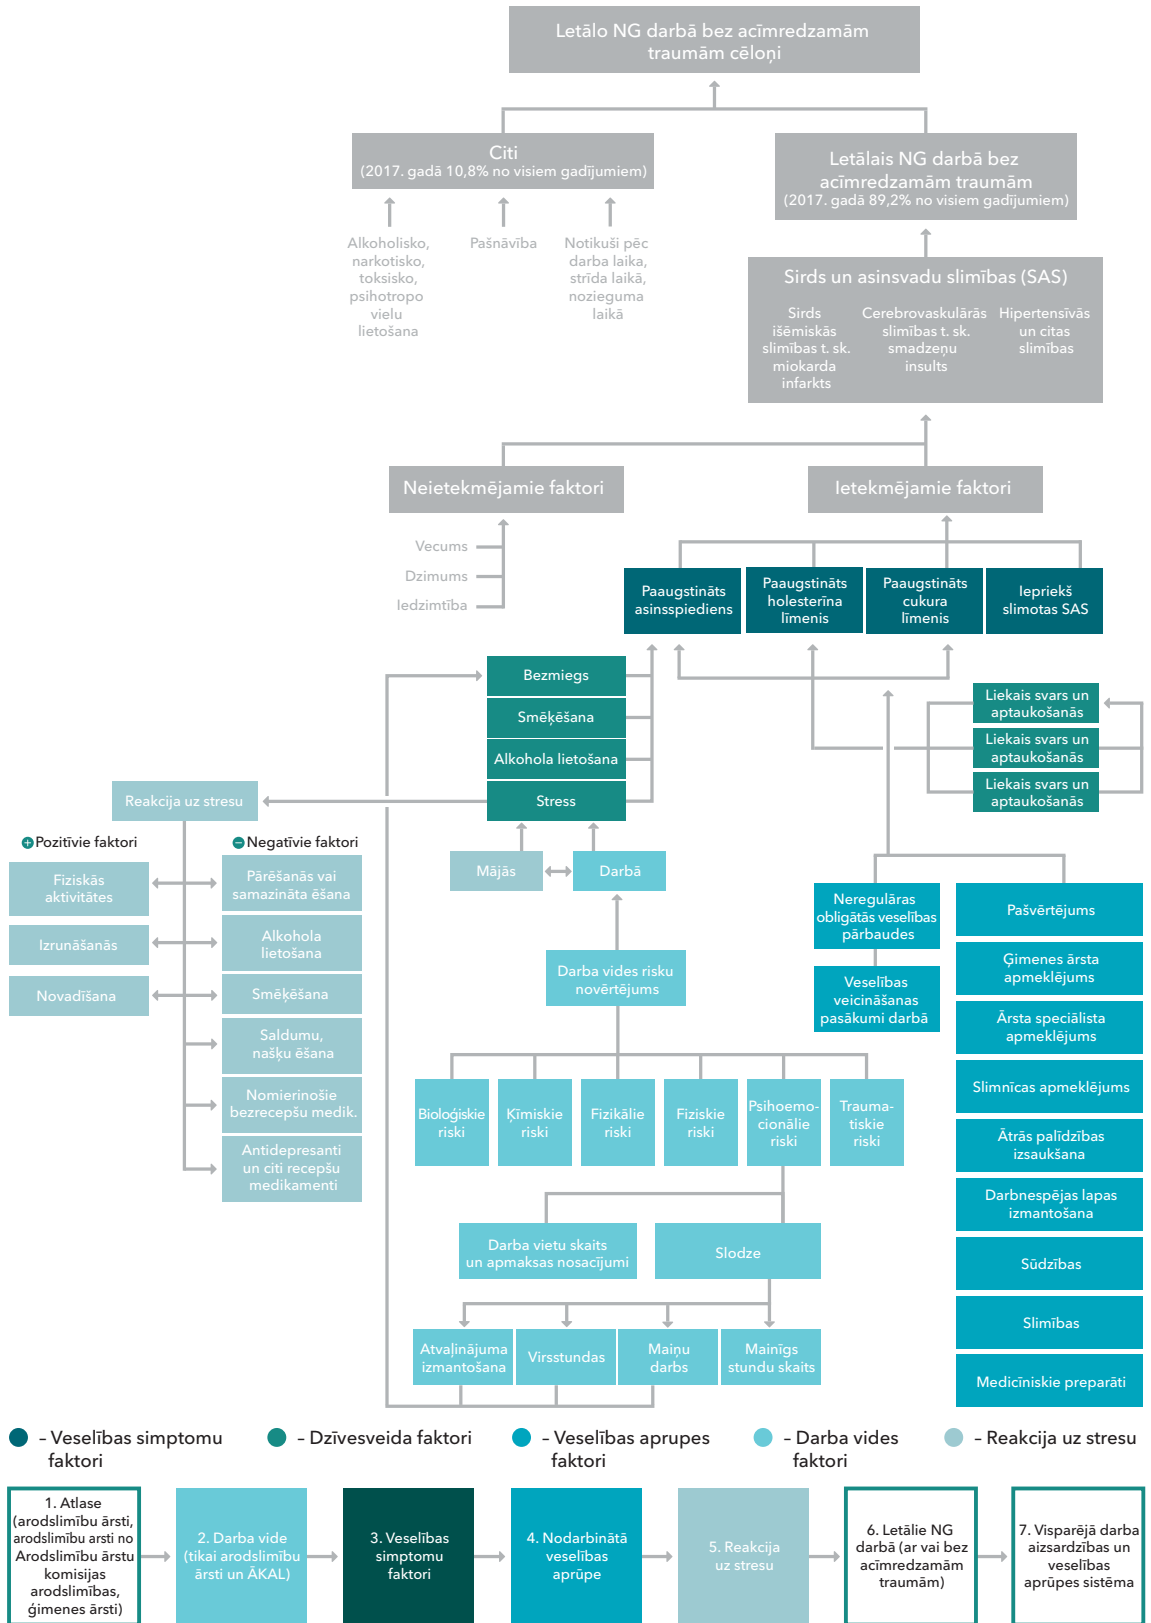 Letālo NG darbā bez acīmredzamām
traumām cēloņi
Citi
(2017. gadā 10,8% no visiem gadījumiem)
Letālais NG darbā bez
acīmredzamām traumām
(2017. gadā 89,2% no visiem gadījumiem)
Alkoholisko,
narkotisko,
toksisko,
psihotropo
vielu
lietošana
Pašnāvība
Notikuši pēc
darba laika,
strīda laikā,
nozieguma
laikā
Sirds un asinsvadu slimības (SAS)
Sirds
išēmiskās
slimības t. sk.
miokarda
infarkts
Cerebrovaskulārās
slimības t. sk.
smadzeņu
insults
Hipertensīvās
un citas
slimības
Neietekmējamie faktori
Ietekmējamie faktori
Vecums
Dzimums
Iedzimtība
Paaugstināts
asinsspiediens
Paaugstināts
holesterīna
līmenis
Paaugstināts
cukura
līmenis
Iepriekš
slimotas SAS
Bezmiegs
Smēķēšana
Alkohola lietošana
Stress
Liekais svars un
aptaukošanās
Liekais svars un
aptaukošanās
Liekais svars un
aptaukošanās
Reakcija uz stresu
+ Pozitīvie faktori
− Negatīvie faktori
Fiziskās
aktivitātes
Izrunāšanās
Novadīšana
Pārēšanās vai
samazināta ēšana
Alkohola
lietošana
Smēķēšana
Saldumu,
našķu ēšana
Nomierinošie
bezrecepšu medik.
Antidepresanti
un citi recepšu
medikamenti
Mājās
Darbā
Darba vides risku
novērtējums
Bioloģiskie
riski
Ķīmiskie
riski
Fizikālie
riski
Fiziskie
riski
Psihoemo-
cionālie
riski
Trauma-
tiskie
riski
Darba vietu skaits
un apmaksas nosacījumi
Slodze
Atvaļinājuma
izmantošana
Virsstundas
Maiņu
darbs
Mainīgs
stundu skaits
Neregulāras
obligātās veselības
pārbaudes
Veselības
veicināšanas
pasākumi darbā
Pašvērtējums
Ģimenes ārsta
apmeklējums
Ārsta speciālista
apmeklējums
Slimnīcas apmeklējums
Ātrās palīdzības
izsaukšana
Darbnespējas lapas
izmantošana
Sūdzības
Slimības
Medicīniskie preparāti
– Veselības simptomu
faktori
– Dzīvesveida faktori
– Veselības aprupes
faktori
– Darba vides
faktori
– Reakcija uz stresu
1. Atlase
(arodslimību ārsti,
arodslimību arsti no
Arodslimību ārstu
komisijas
arodslimības,
ģimenes ārsti)
2. Darba vide
(tikai arodslimību
ārsti un ĀKAL)
3. Veselības
simptomu
faktori
4. Nodarbinātā
veselības
aprūpe
5. Reakcija
uz stresu
6. Letālie NG
darbā (ar vai bez
acīmredzamām
traumām)
7. Visparējā darba
aizsardzības un
veselības
aprūpes sistēma